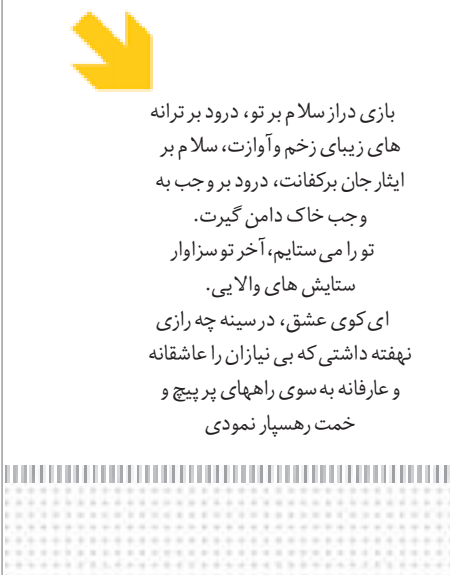 بازی دراز سلام بر تو، درود بر ترانه
های زیبای زخم وآوازت، سلام بر
ایثار جان برکفانت، درود بر وجب به
وجب خاک دامن گیرت.
تو را می ستایم، آخر تو سزاوار
ستایش های والایی.
ای کوی عشق، در سینه چه رازی
نهفته داشتی که بی نیازان را عاشقانه
و عارفانه به سوی راههای پر پیچ و
خمت رهسپار نمودی